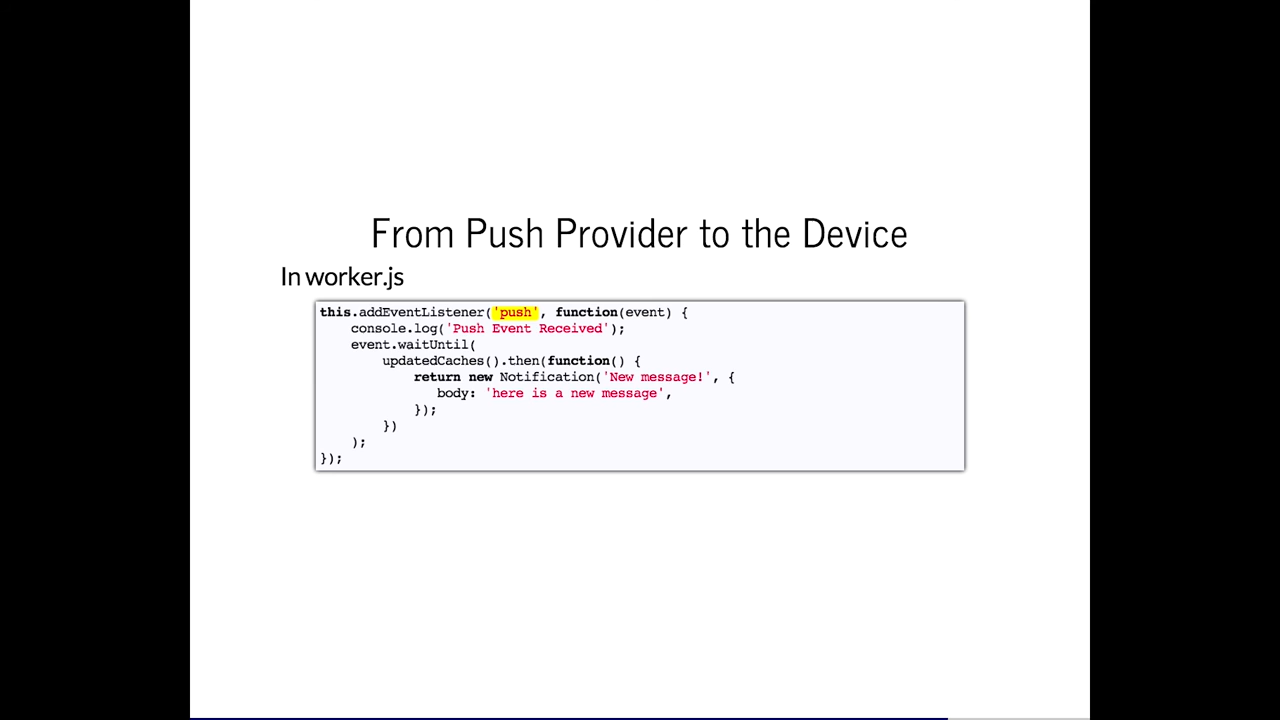 From Push Provider to the Device
In worker.js
this.addEventListener('push', function(event) {
    console.log('Push Event Received');
    event.waitUntil(
        updatedCaches().then(function() {
            return new Notification('New message!', {
               body: 'here is a new message',
            });
        })
    );
});